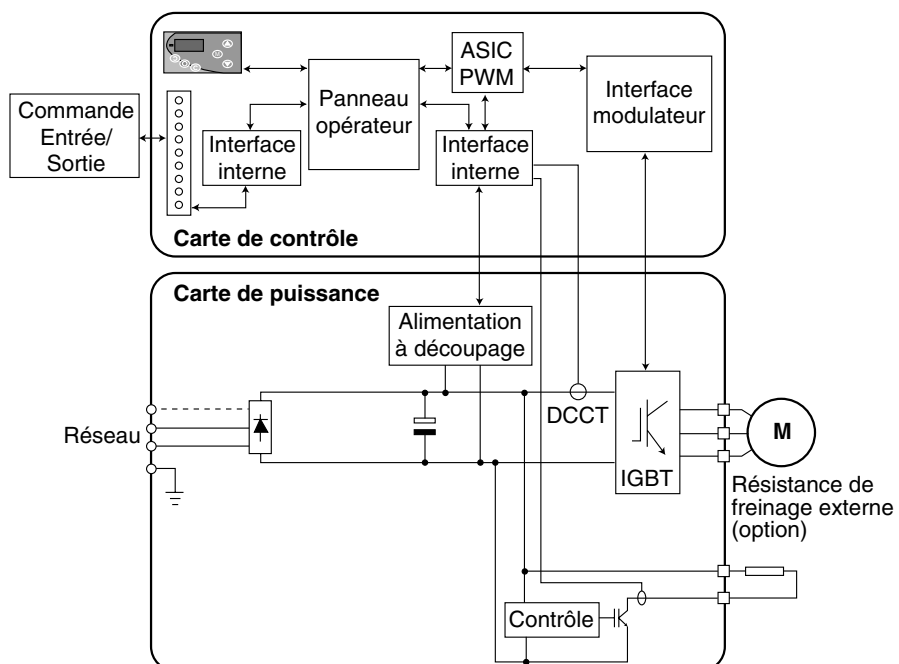 ASIC
PWM
Panneau
opérateur
Interface
modulateur
Commande
Entrée/
Sortie
Interface
interne
Interface
interne
Carte de contrôle
Carte de puissance
Alimentation
à découpage
DCCT
Réseau
M
IGBT
Résistance de
freinage externe
(option)
Contrôle